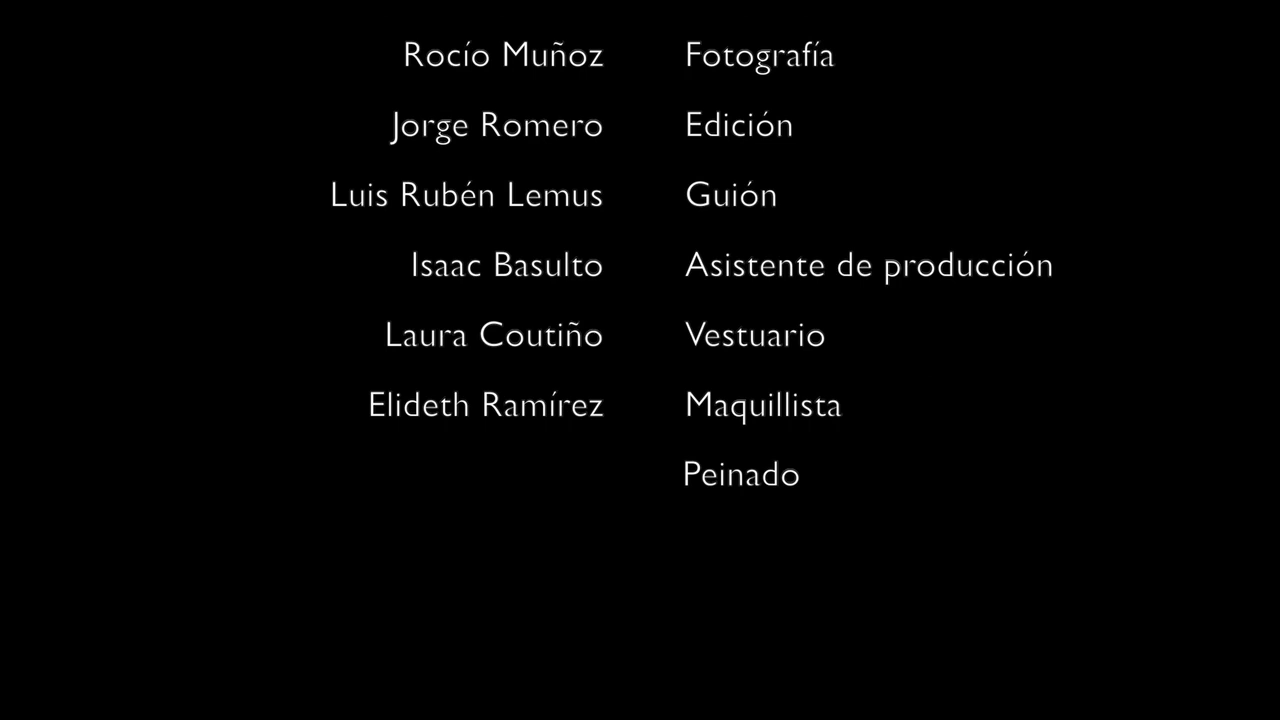 Rocío Muñoz Fotografía
Jorge Romero Edición
Luis Rubén Lemus Guión
Isaac Basulto Asistente de producción
Laura Coutiño Vestuario
Elideth Ramírez Maquillista
Peinado